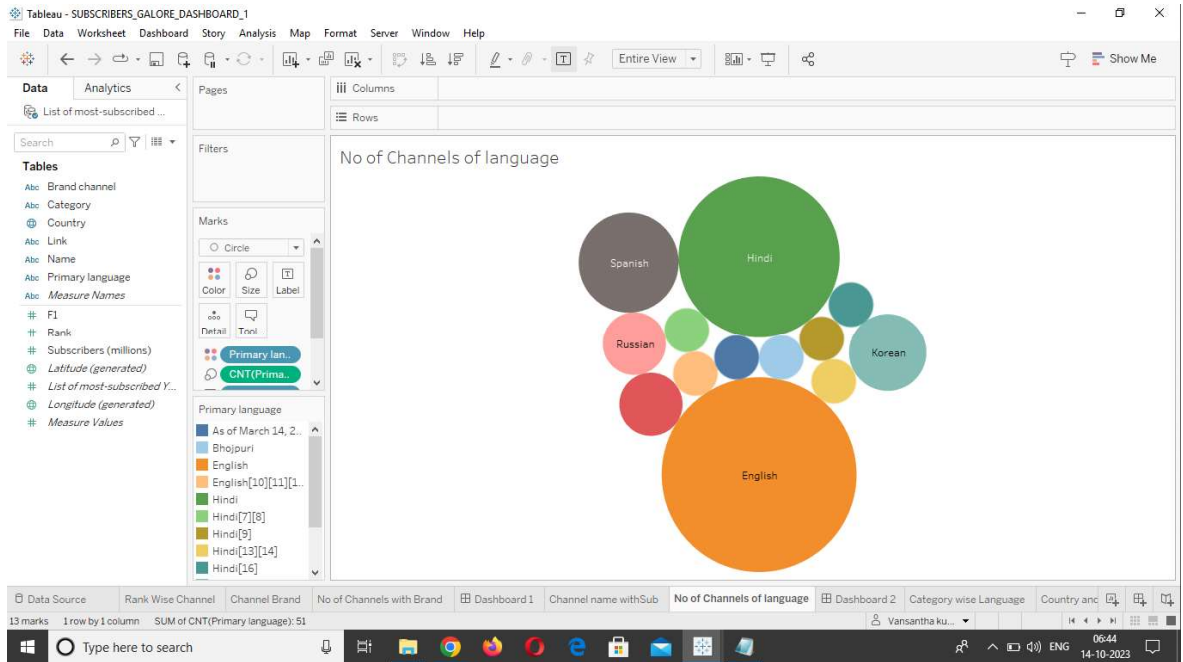 Tableau - SUBSCRIBERS_GALORE_DASHBOARD_1
File Data Worksheet Dashboard Story Analysis Map Format Server Window Help
Entire View
Show Me
Data Analytics
List of most-subscribed ...
Search
Tables
Abc Brand channel
Abc Category
Country
Abc Link
Abc Name
Abc Primary language
Abc Measure Names
# F1
# Rank
# Subscribers (millions)
Latitude (generated)
# List of most-subscribed Y...
Longitude (generated)
# Measure Values
Pages
Filters
Marks
Circle
Color Size Label
Detail Tool
Primary lan..
CNT(Prima..
Primary language
As of March 14, 2..
Bhojpuri
English
English[10][11][1..
Hindi
Hindi[7][8]
Hindi[9]
Hindi[13][14]
Hindi[16]
iii Columns
Rows
No of Channels of language
Spanish
Hindi
Russian
Korean
English
Data Source Rank Wise Channel Channel Brand No of Channels with Brand Dashboard 1 Channel name withSub No of Channels of language Dashboard 2 Category wise Language Country and
13 marks 1 row by 1 column SUM of CNT(Primary language): 51 Vansantha ku...
Type here to search
ENG
06:44
14-10-2023